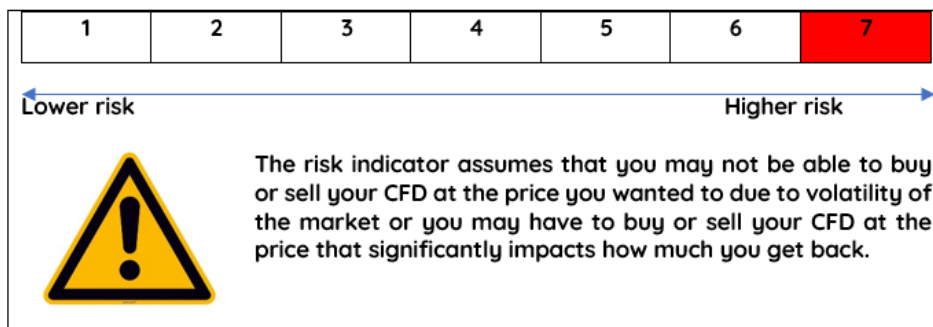 1 2 3 4 5 6 7
Lower risk Higher risk
The risk indicator assumes that you may not be able to buy
or sell your CFD at the price you wanted to due to volatility of
the market or you may have to buy or sell your CFD at the
price that significantly impacts how much you get back.